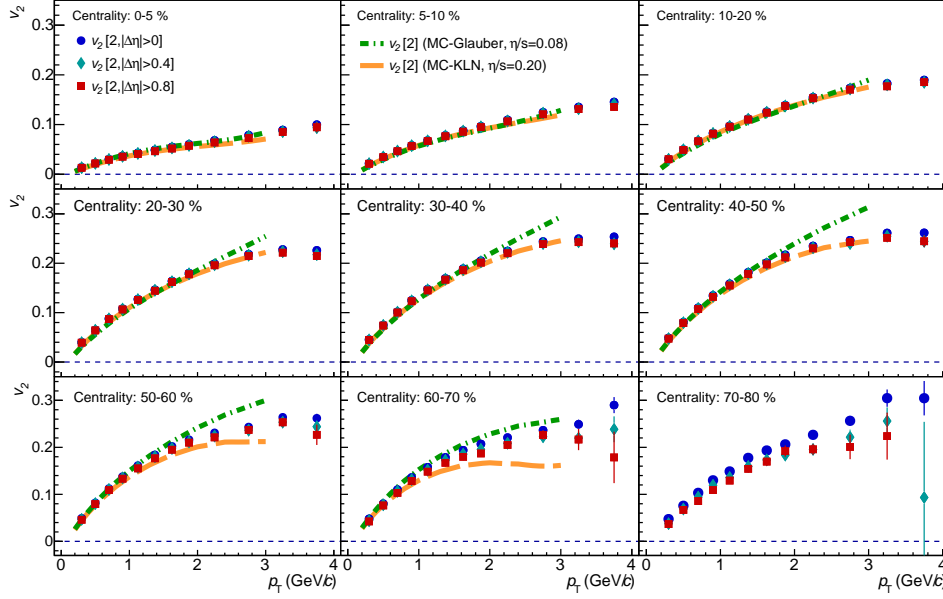 Centrality: 0-5 %
Centrality: 5-10 %
Centrality: 10-20 %
v2[2,|Δη|>0]
v2[2,|Δη|>0.4]
v2[2,|Δη|>0.8]
v2[2] (MC-Glauber, η/s=0.08)
v2[2] (MC-KLN, η/s=0.20)
v2
0.3
0.2
0.1
0
Centrality: 20-30 %
Centrality: 30-40 %
Centrality: 40-50 %
v2
0.3
0.2
0.1
0
Centrality: 50-60 %
Centrality: 60-70 %
Centrality: 70-80 %
v2
0.3
0.2
0.1
0
0 1 2 3 4 0 1 2 3 4 0 1 2 3 4
pT (GeV/c) pT (GeV/c) pT (GeV/c)